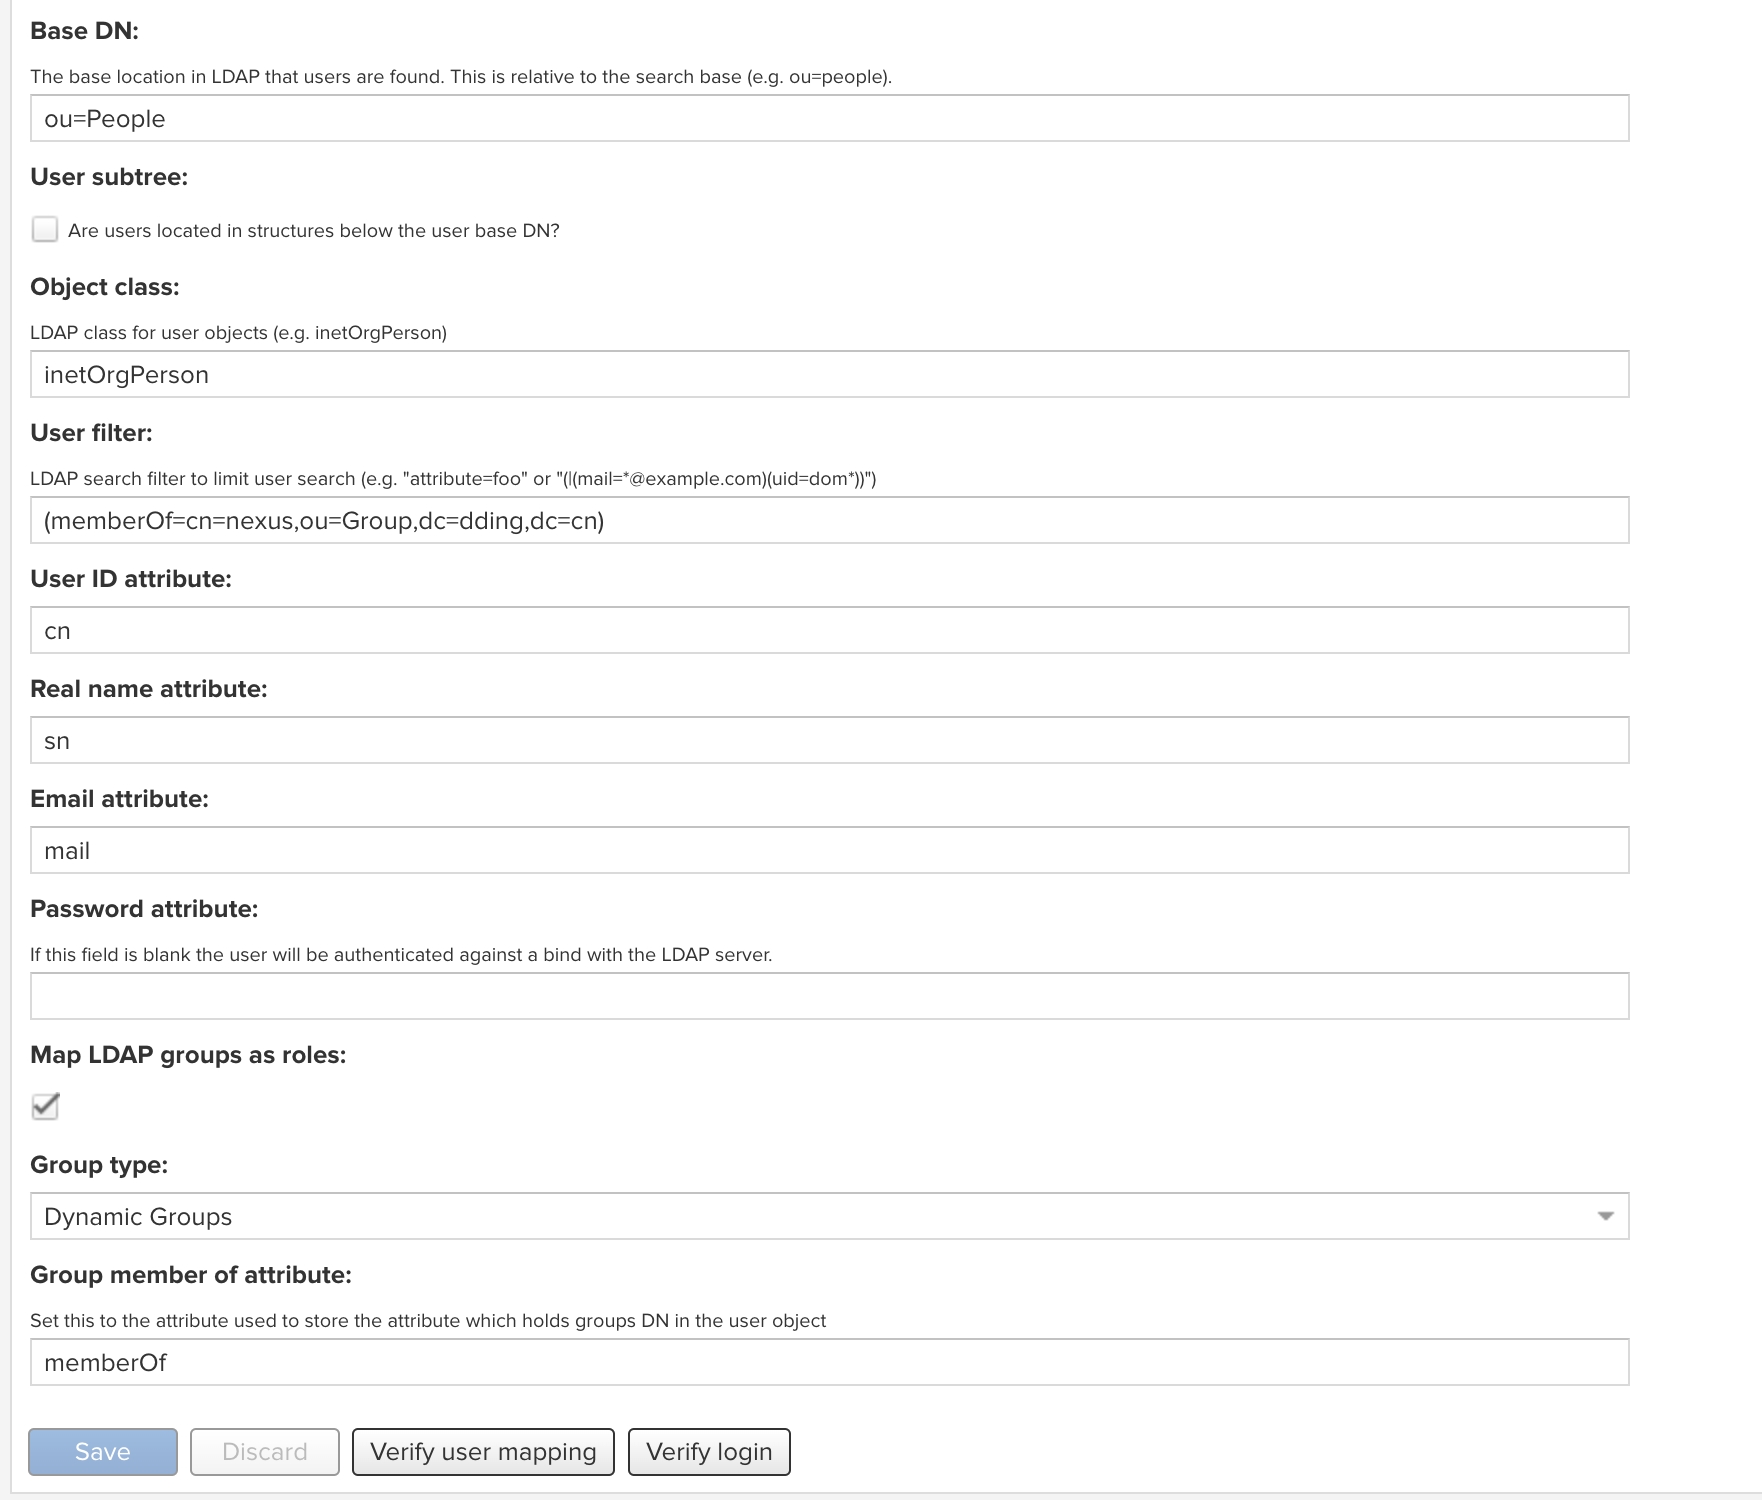 Base DN:
The base location in LDAP that users are found. This is relative to the search base (e.g. ou=people).
ou=People
User subtree:
Are users located in structures below the user base DN?
Object class:
LDAP class for user objects (e.g. inetOrgPerson)
inetOrgPerson
User filter:
LDAP search filter to limit user search (e.g. "attribute=foo" or "(|(mail=*@example.com)(uid=dom*))")
(memberOf=cn=nexus,ou=Group,dc=dding,dc=cn)
User ID attribute:
cn
Real name attribute:
sn
Email attribute:
mail
Password attribute:
If this field is blank the user will be authenticated against a bind with the LDAP server.
Map LDAP groups as roles:
Group type:
Dynamic Groups
Group member of attribute:
Set this to the attribute used to store the attribute which holds groups DN in the user object
memberOf
Save Discard Verify user mapping Verify login